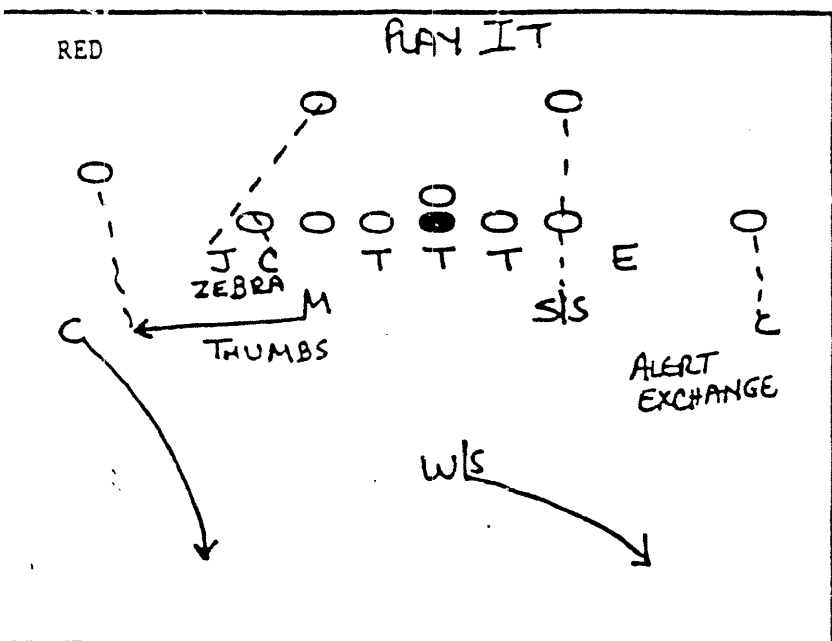 PLAY IT
RED
J C T T T E
ZEBRA
M
S/S
C
C
THUMBS
ALERT
EXCHANGE
W/S